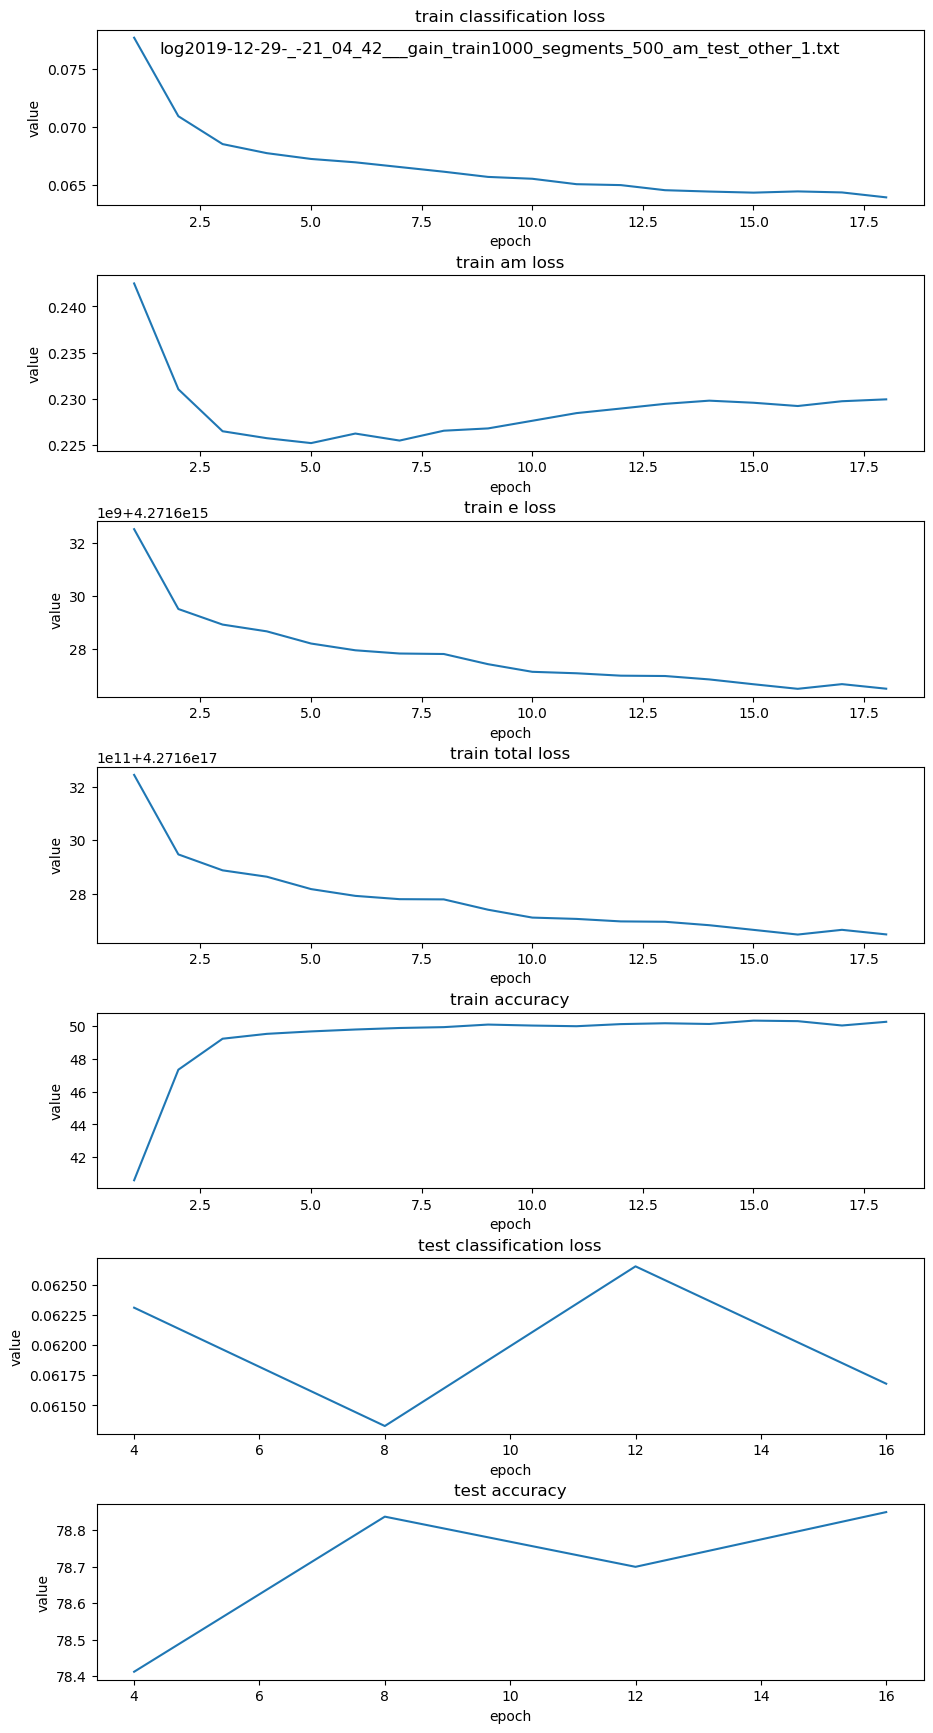 train classification loss
log2019-12-29-_-21_04_42___gain_train1000_segments_500_am_test_other_1.txt
0.075
0.070
0.065
value
2.5 5.0 7.5 10.0 12.5 15.0 17.5
epoch
train am loss
0.240
0.235
0.230
0.225
value
2.5 5.0 7.5 10.0 12.5 15.0 17.5
epoch
train e loss
1e9+4.2716e15
32
30
28
value
2.5 5.0 7.5 10.0 12.5 15.0 17.5
epoch
train total loss
1e11+4.2716e17
32
30
28
value
2.5 5.0 7.5 10.0 12.5 15.0 17.5
epoch
train accuracy
50
48
46
44
42
value
2.5 5.0 7.5 10.0 12.5 15.0 17.5
epoch
test classification loss
0.06250
0.06225
0.06200
0.06175
0.06150
value
4 6 8 10 12 14 16
epoch
test accuracy
78.8
78.7
78.6
78.5
78.4
value
4 6 8 10 12 14 16
epoch